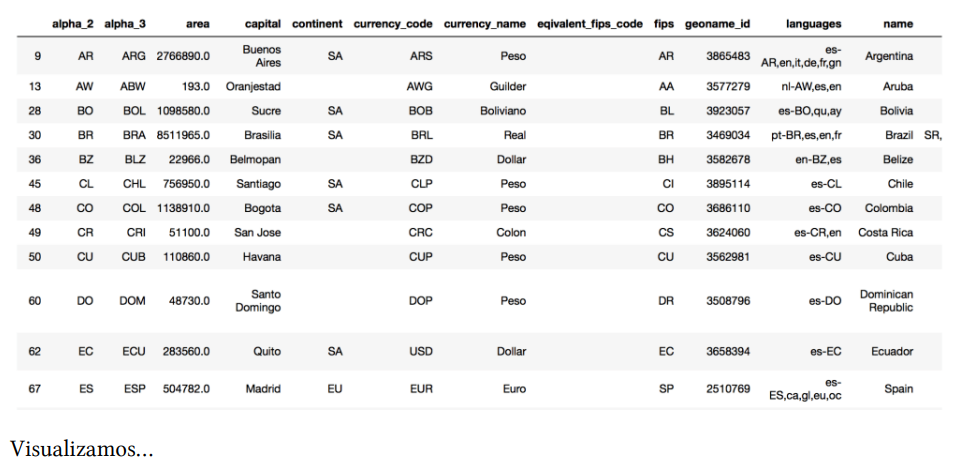 alpha_2 alpha_3 area capital continent currency_code currency_name eqivalent_fips_code fips geoname_id languages name
9 AR ARG 2766890.0 Buenos Aires SA ARS Peso AR 3865483 es-AR,en,it,de,fr,gn Argentina
13 AW ABW 193.0 Oranjestad AWG Guilder AA 3577279 nl-AW,es,en Aruba
28 BO BOL 1098580.0 Sucre SA BOB Boliviano BL 3923057 es-BO,qu,ay Bolivia
30 BR BRA 8511965.0 Brasilia SA BRL Real BR 3469034 pt-BR,es,en,fr Brazil SR,
36 BZ BLZ 22966.0 Belmopan BZD Dollar BH 3582678 en-BZ,es Belize
45 CL CHL 756950.0 Santiago SA CLP Peso CI 3895114 es-CL Chile
48 CO COL 1138910.0 Bogota SA COP Peso CO 3686110 es-CO Colombia
49 CR CRI 51100.0 San Jose CRC Colon CS 3624060 es-CR,en Costa Rica
50 CU CUB 110860.0 Havana CUP Peso CU 3562981 es-CU Cuba
60 DO DOM 48730.0 Santo Domingo DOP Peso DR 3508796 es-DO Dominican Republic
62 EC ECU 283560.0 Quito SA USD Dollar EC 3658394 es-EC Ecuador
67 ES ESP 504782.0 Madrid EU EUR Euro SP 2510769 es-ES,ca,gl,eu,oc Spain
Visualizamos…